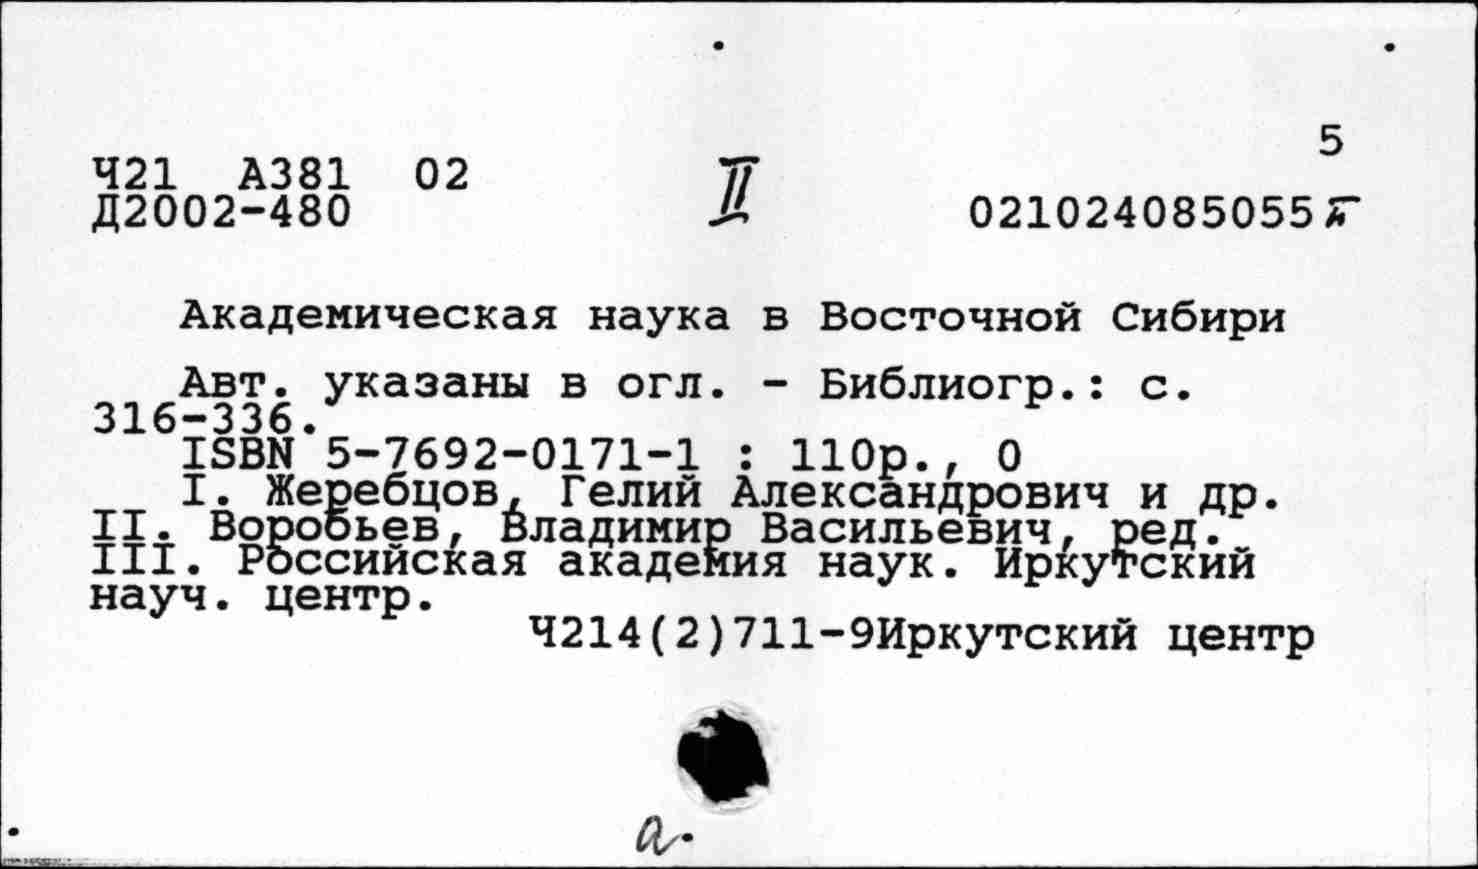 5
Ч21 А381 02 II
Д2002-480 021024085055
Академическая наука в Восточной Сибири
Авт. указаны в огл. - Библиогр.: с.
316-336.
ISBN 5-7692-0171-1 : 110р., 0
I. Жеребцов, Гелий Александрович и др.
II. Воробьев, Владимир Васильевич, ред.
III. Российская академия наук. Иркутский
науч. центр.
Ч214(2)711-9Иркутский центр
а.